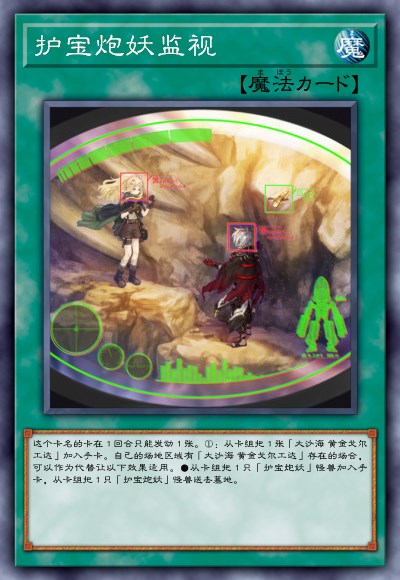 护宝炮妖监视
魔
【魔法カード】
まほう
这个卡名的卡在1回合只能发动1张。①:从卡组把1张「大沙海 黄金戈尔
工达」加入手卡。自己的场地区域有「大沙海 黄金戈尔工达」存在的场合,
可以作为代替让以下效果适用。●从卡组把1只「护宝炮妖」怪兽加入手
卡,从卡组把1只「护宝炮妖」怪兽送去墓地。